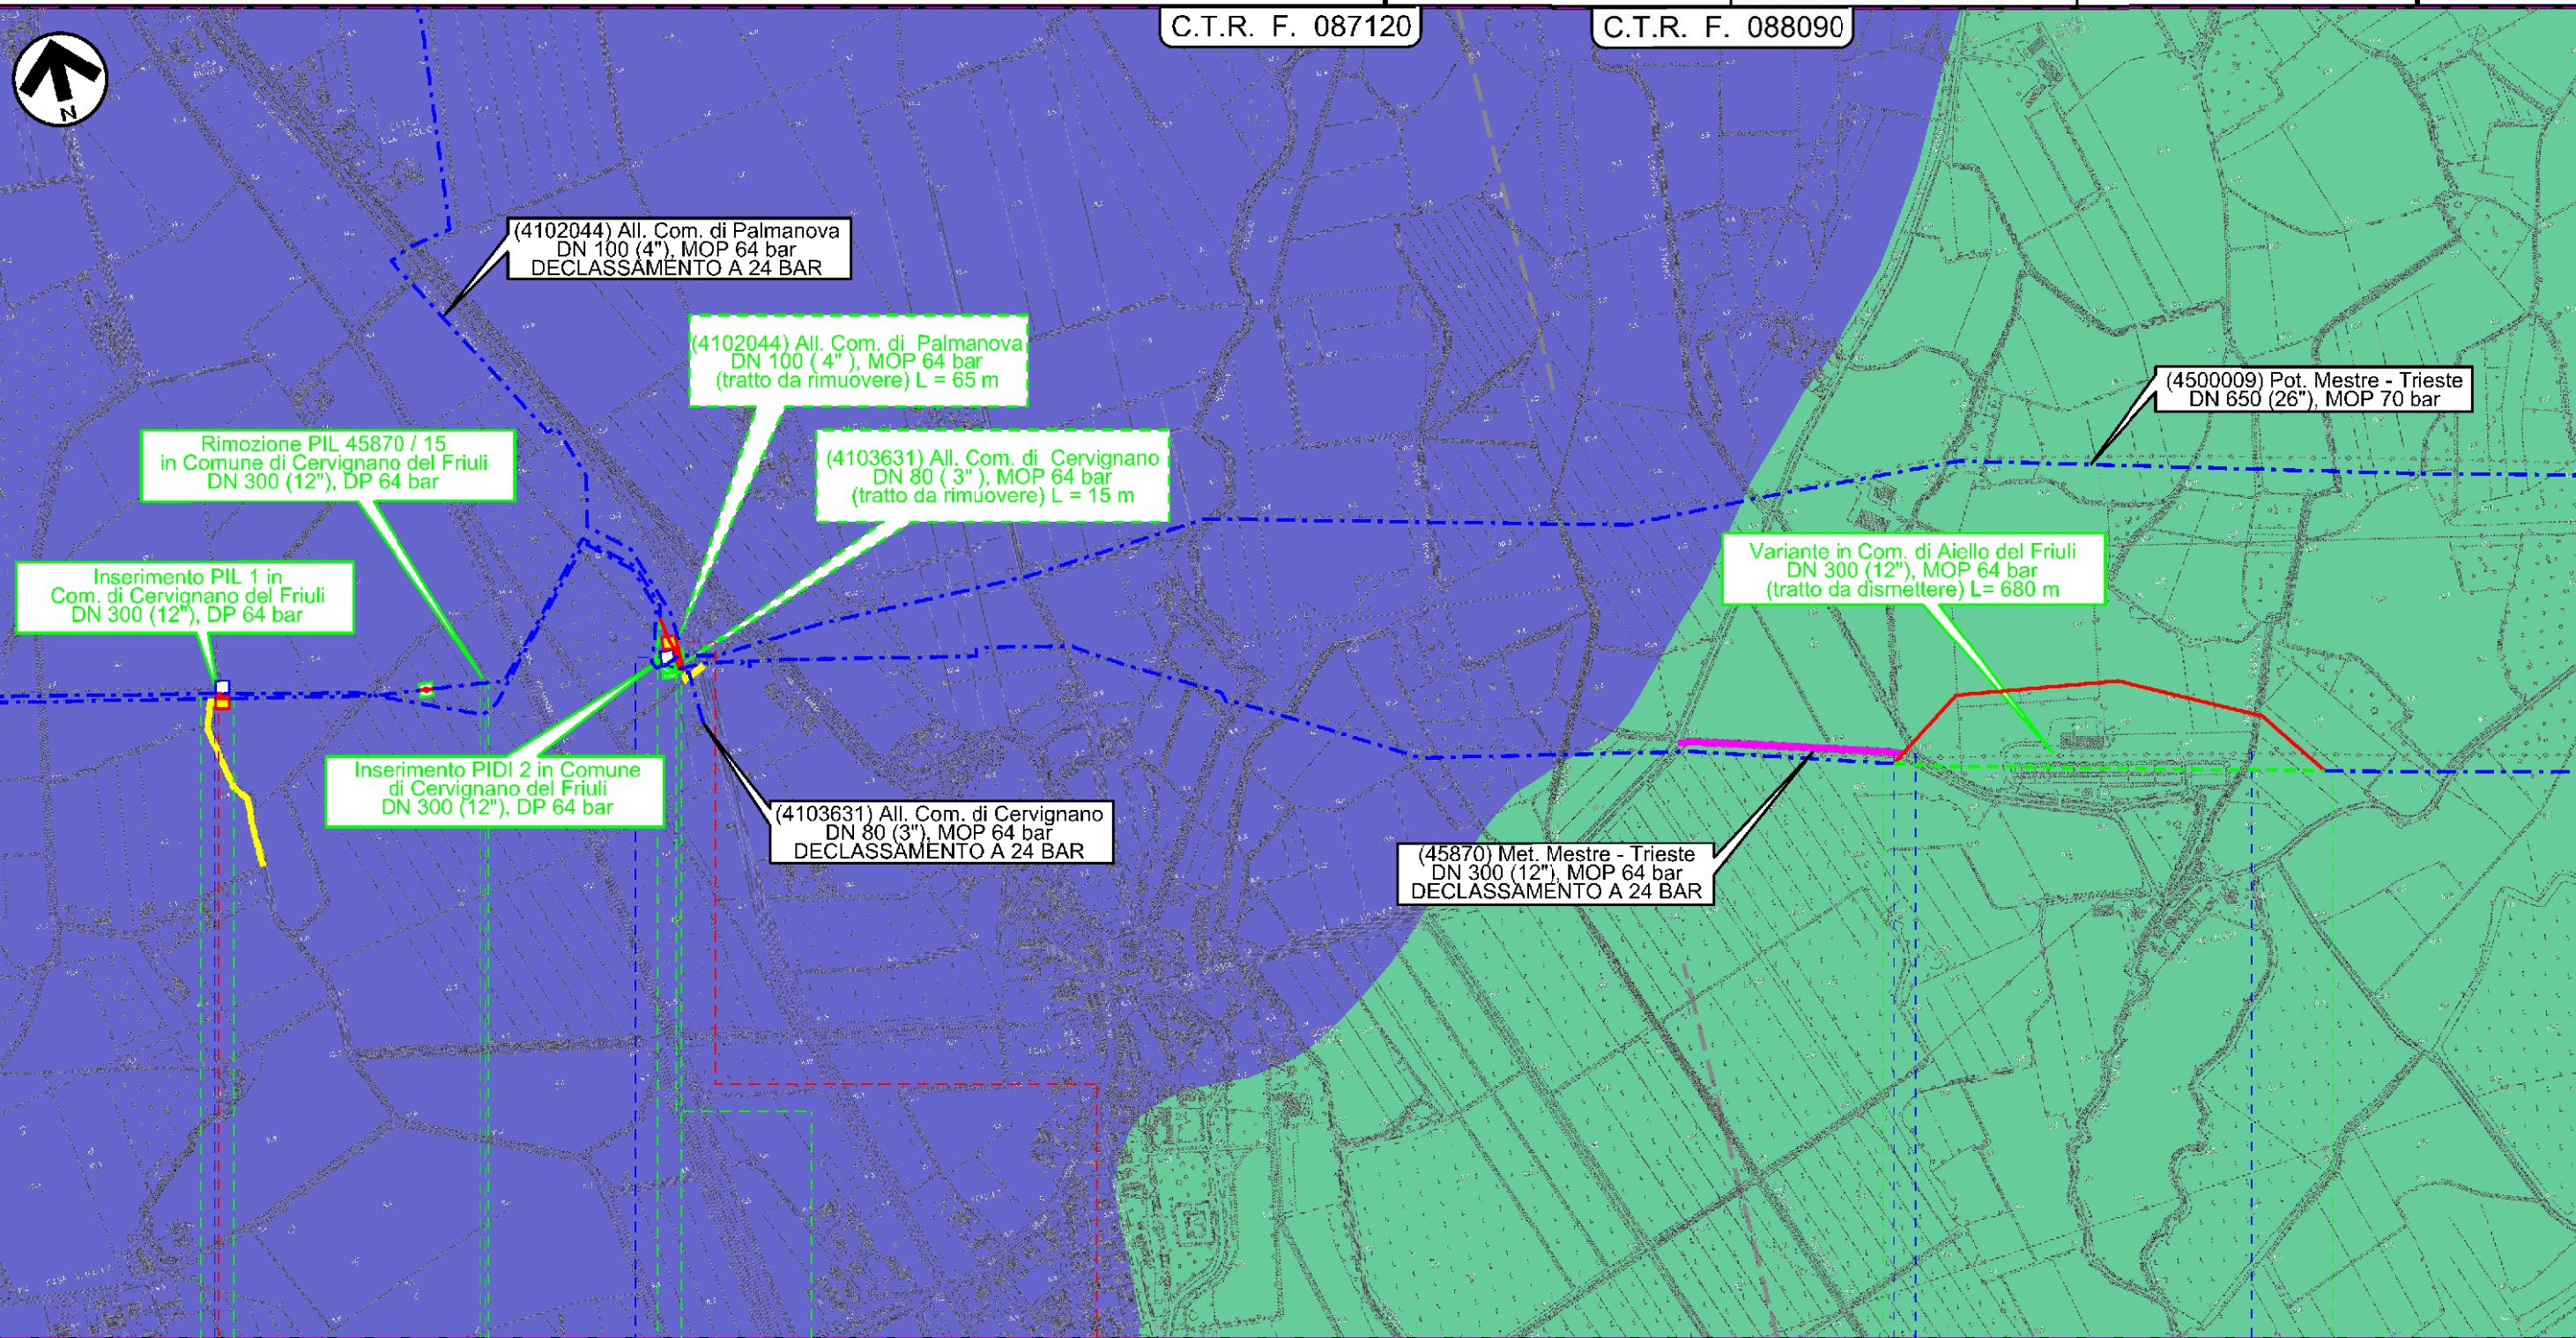 C.T.R. F. 087120
C.T.R. F. 088090
N
(4102044) All. Com. di Palmanova
DN 100 (4"), MOP 64 bar
DECLASSAMENTO A 24 BAR
(4102044) All. Com. di Palmanova
DN 100 ( 4" ), MOP 64 bar
(tratto da rimuovere) L = 65 m
(4500009) Pot. Mestre - Trieste
DN 650 (26"), MOP 70 bar
Rimozione PIL 45870 / 15
in Comune di Cervignano del Friuli
DN 300 (12"), DP 64 bar
(4103631) All. Com. di Cervignano
DN 80 ( 3" ), MOP 64 bar
(tratto da rimuovere) L = 15 m
Variante in Com. di Aiello del Friuli
DN 300 (12"), MOP 64 bar
(tratto da dismettere) L= 680 m
Inserimento PIL 1 in
Com. di Cervignano del Friuli
DN 300 (12"), DP 64 bar
Inserimento PIDI 2 in Comune
di Cervignano del Friuli
DN 300 (12"), DP 64 bar
(4103631) All. Com. di Cervignano
DN 80 (3"), MOP 64 bar
DECLASSAMENTO A 24 BAR
(45870) Met. Mestre - Trieste
DN 300 (12"), MOP 64 bar
DECLASSAMENTO A 24 BAR